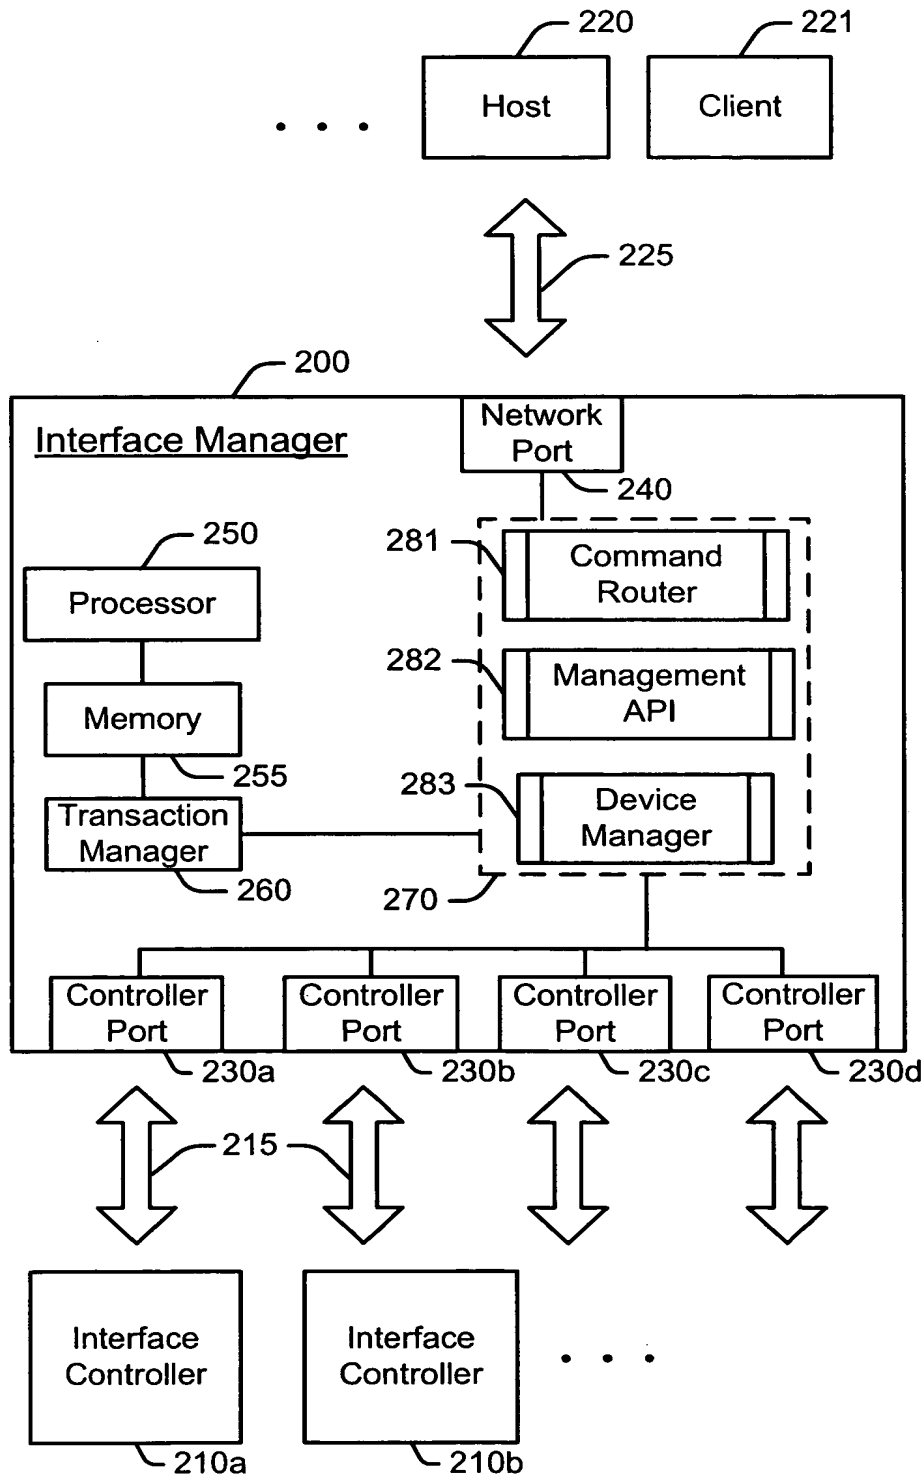 220
221
Host
Client
. . .
225
200
Interface Manager
Network
Port
240
250
281
Command
Router
Processor
282
Management
API
Memory
255
283
Device
Manager
Transaction
Manager
260
270
Controller
Port
Controller
Port
Controller
Port
Controller
Port
230a
230b
230c
230d
215
Interface
Controller
Interface
Controller
. . .
210a
210b